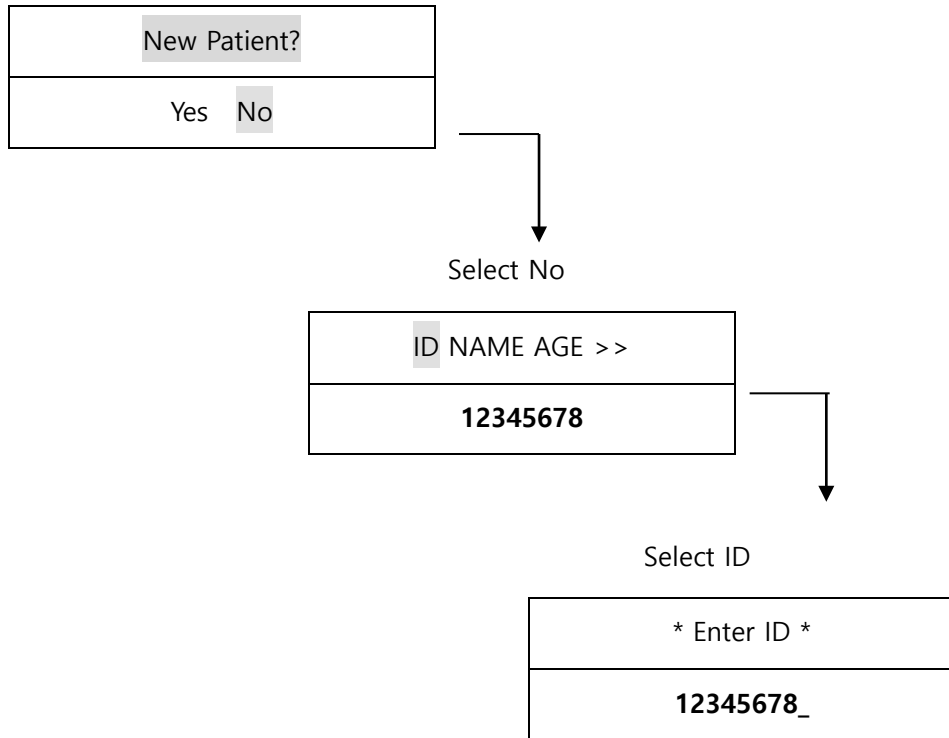 New Patient?
Yes No
Select No
ID NAME AGE >>
12345678
Select ID
* Enter ID *
12345678_